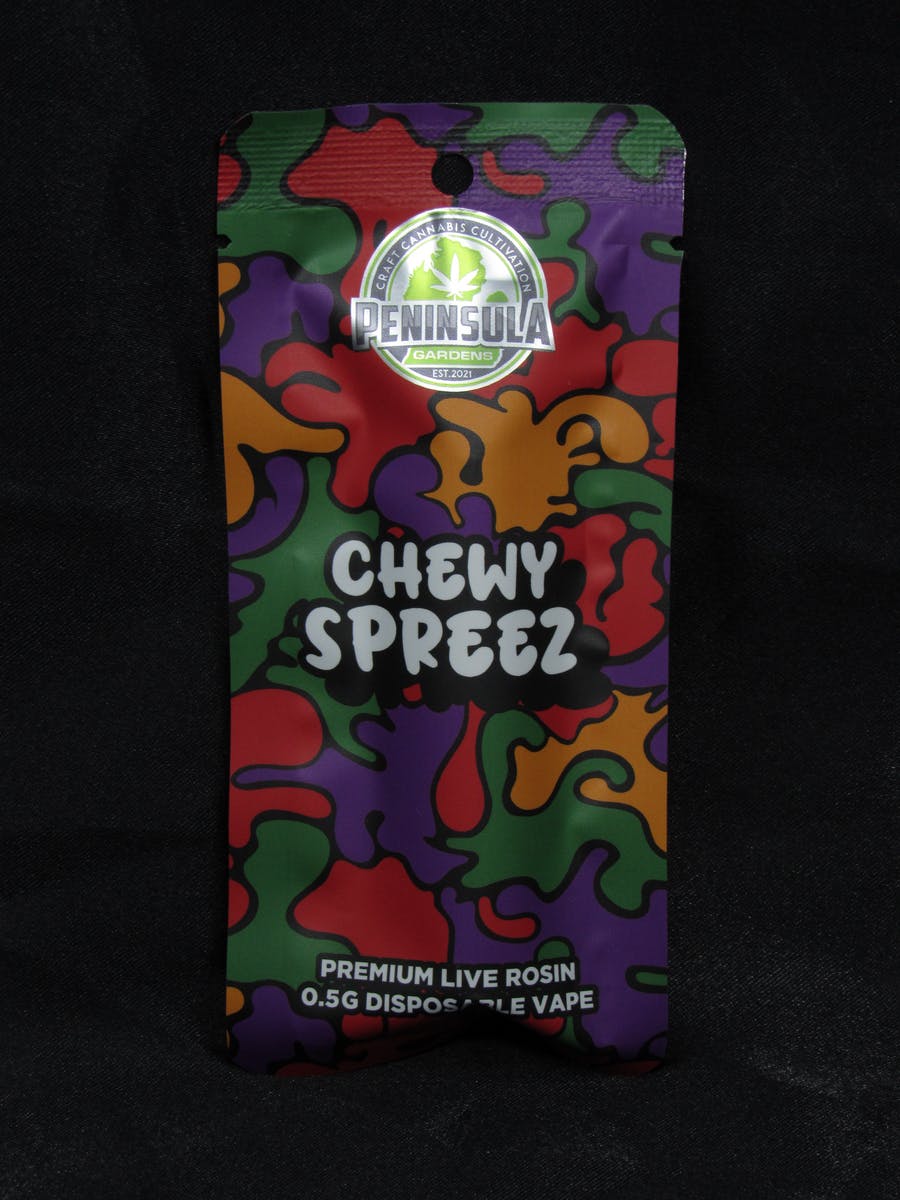 CRAFT CANNABIS CULTIVATION
PENINSULA
GARDENS
EST.2021
CHEWY
SPREEZ
PREMIUM LIVE ROSIN
0.5G DISPOSABLE VAPE